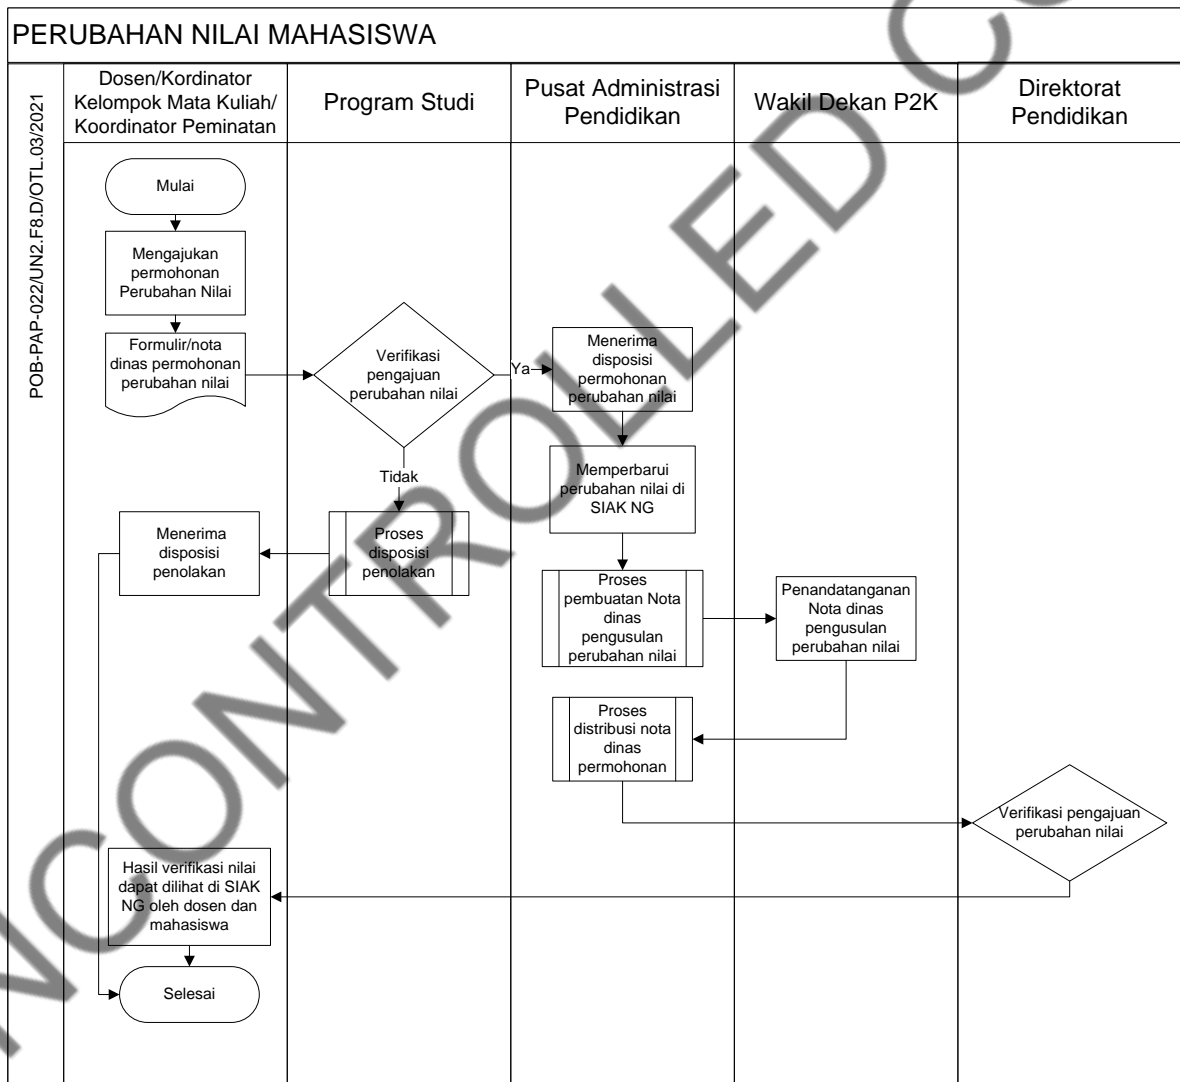 PERUBAHAN NILAI MAHASISWA
POB-PAP-022/UN2.F8.D/OTL.03/2021
Dosen/Kordinator
Kelompok Mata Kuliah/
Koordinator Peminatan
Program Studi
Pusat Administrasi
Pendidikan
Wakil Dekan P2K
Direktorat
Pendidikan
Mulai
Mengajukan
permohonan
Perubahan Nilai
Formulir/nota
dinas permohonan
perubahan nilai
Verifikasi
pengajuan
perubahan nilai
Ya
Menerima
disposisi
permohonan
perubahan nilai
Tidak
Memperbarui
perubahan nilai di
SIAK NG
Menerima
disposisi
penolakan
Proses
disposisi
penolakan
Proses
pembuatan Nota
dinas
pengusulan
perubahan nilai
Penandatanganan
Nota dinas
pengusulan
perubahan nilai
Proses
distribusi nota
dinas
permohonan
Verifikasi pengajuan
perubahan nilai
Hasil verifikasi nilai
dapat dilihat di SIAK
NG oleh dosen dan
mahasiswa
Selesai
NCONTROLLED CO